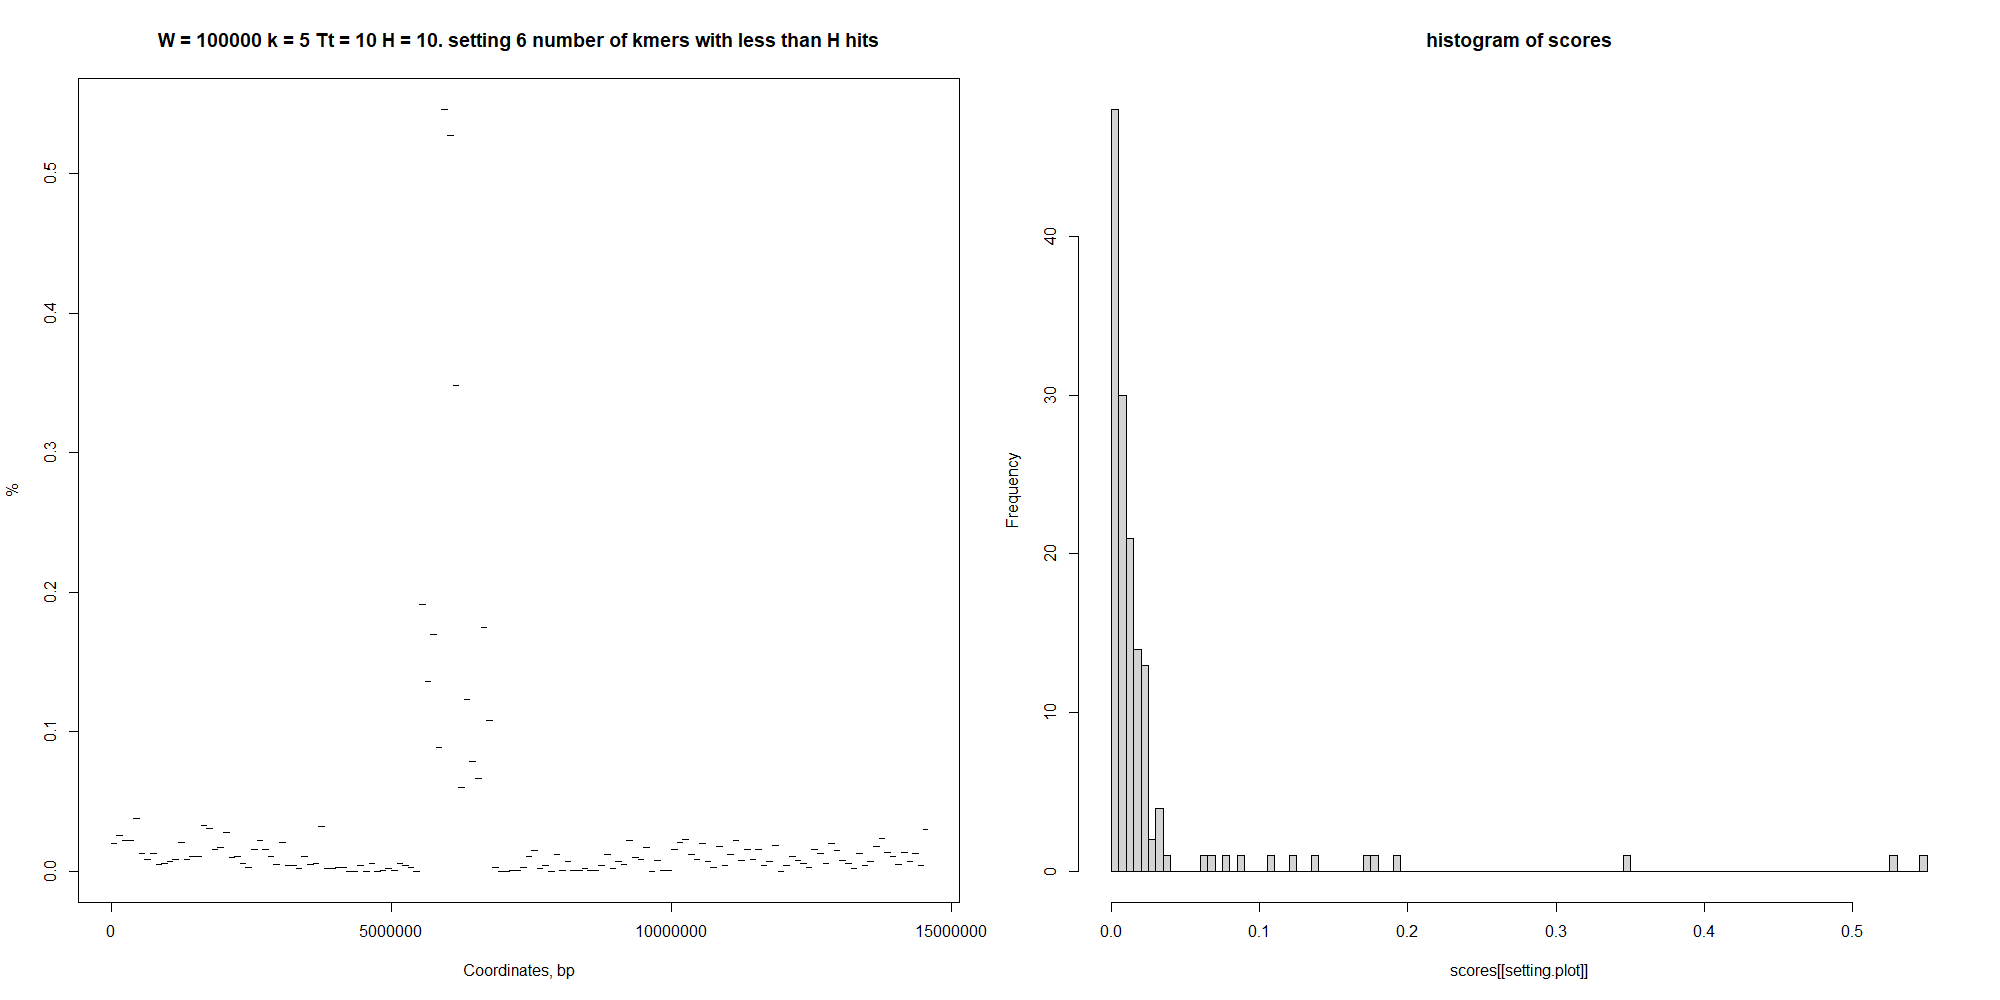 W = 100000 k = 5 Tt = 10 H = 10. setting 6 number of kmers with less than H hits
%
0.5
0.4
0.3
0.2
0.1
0.0
0 5000000 10000000 15000000
Coordinates, bp
histogram of scores
Frequency
40
30
20
10
0
0.0 0.1 0.2 0.3 0.4 0.5
scores[[setting.plot]]